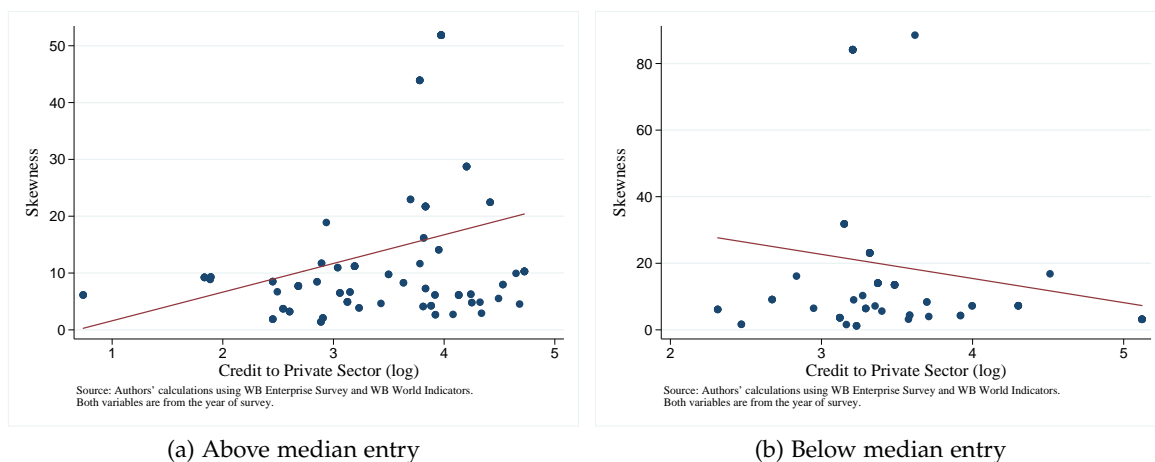 50
40
30
20
10
0
Skewness
1 2 3 4 5
Credit to Private Sector (log)
Source: Authors' calculations using WB Enterprise Survey and WB World Indicators.
Both variables are from the year of survey.
(a) Above median entry
80
60
40
20
0
Skewness
2 3 4 5
Credit to Private Sector (log)
Source: Authors' calculations using WB Enterprise Survey and WB World Indicators.
Both variables are from the year of survey.
(b) Below median entry